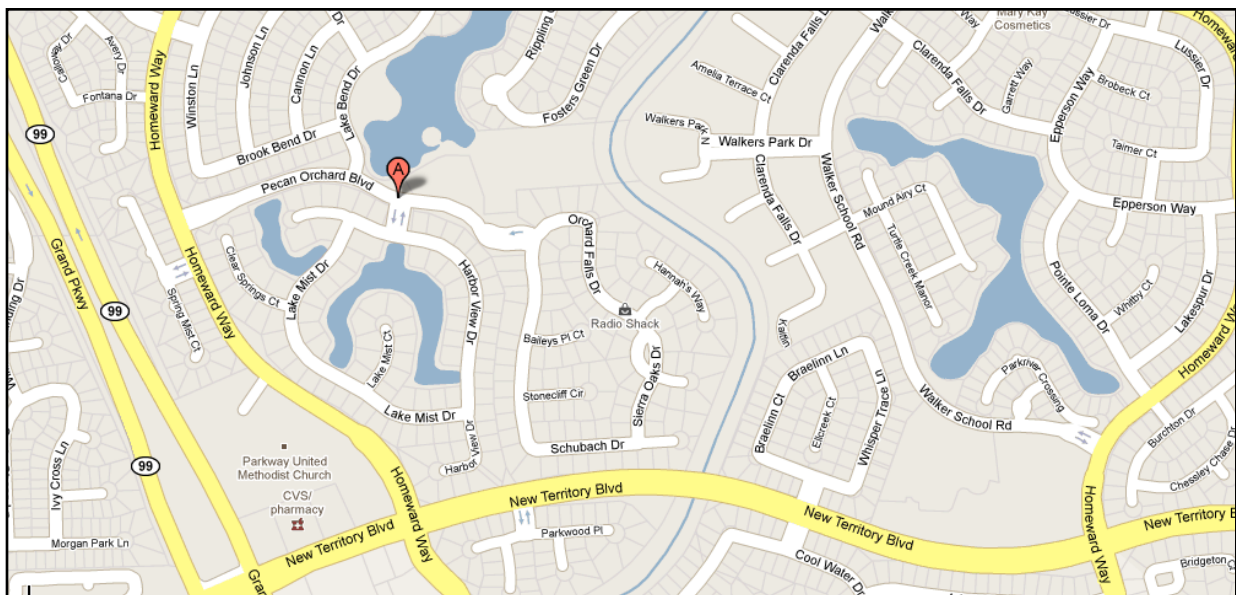 Mary Kay
Cosmetics
Lussier Dr
Lussier Dr
Homeward Way
Avery Dr
Fontana Dr
99
Homeward Way
Winston Ln
Johnson Ln
Cannon Ln
Lake Bend Dr
Brook Bend Dr
Pecan Orchard Blvd
A
Fosters Green Dr
Clarenda Falls Dr
Amelia Terrace Ct
Walkers Park N
Walkers Park Dr
Clarenda Falls Dr
Garrett Way
Epperson Way
Brobeck Ct
Taimer Ct
Epperson Way
Clarenda Falls Dr
Walker School Rd
Mound Airy Ct
Turtle Creek Manor
Pointe Loma Dr
Whitby Ct
Lakespur Dr
Grand Pkwy
99
Homeward Way
Spring Mist Ct
Clear Springs Ct
Lake Mist Dr
Harbor View Dr
Orchard Falls Dr
Hannah's Way
Radio Shack
Baileys Pl Ct
Lake Mist Ct
Stonecliff Cir
Sierra Oaks Dr
Schubach Dr
Lake Mist Dr
Harbor View Dr
Kaitlin
Braelinn Ln
Braelinn Ct
Ellcreek Ct
Whisper Trace Ln
Parkriver Crossing
Walker School Rd
Burchton Dr
Chessley Chase Dr
Ivy Cross Ln
99
Parkway United
Methodist Church
CVS/
pharmacy
Homeward Way
New Territory Blvd
New Territory Blvd
Parkwood Pl
New Territory Blvd
Cool Water Dr
Homeward Way
Morgan Park Ln